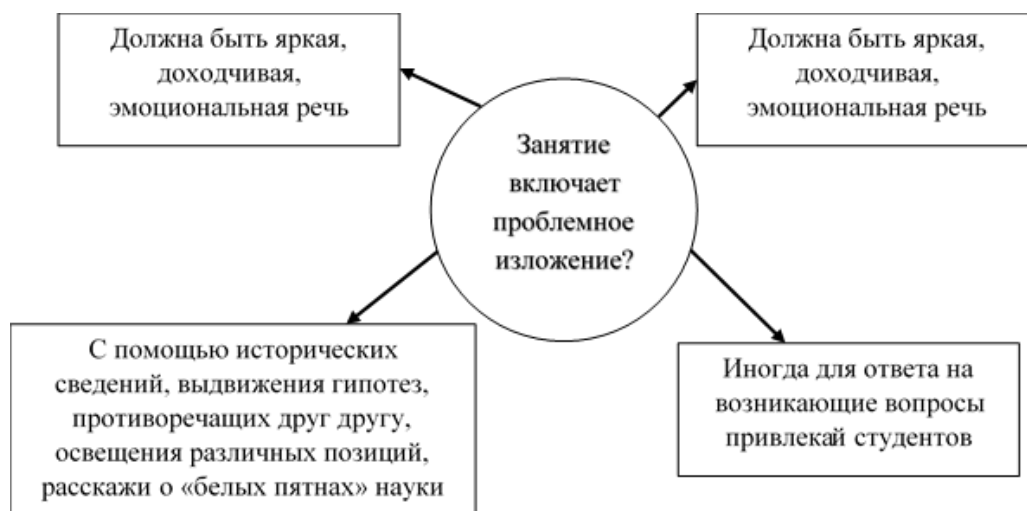 Должна быть яркая,
доходчивая,
эмоциональная речь
Должна быть яркая,
доходчивая,
эмоциональная речь
Занятие
включает
проблемное
изложение?
С помощью исторических
сведений, выдвижения гипотез,
противоречащих друг другу,
освещения различных позиций,
расскажи о «белых пятнах» науки
Иногда для ответа на
возникающие вопросы
привлекай студентов